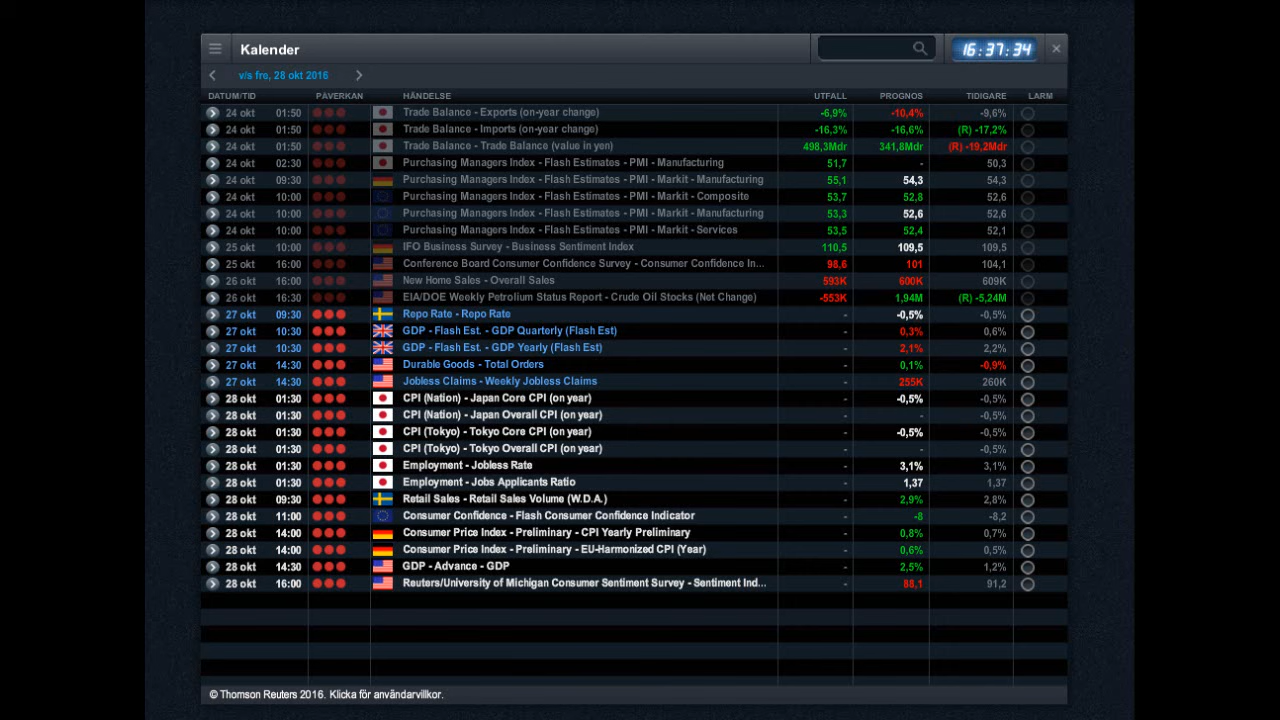 Kalender 16:37:34
v/s fre, 28 okt 2016
DATUM/TID PÅVERKAN HÄNDELSE UTFALL PROGNOS TIDIGARE LARM
24 okt 01:50 Trade Balance - Exports (on-year change) -6,9% -10,4% -9,6%
24 okt 01:50 Trade Balance - Imports (on-year change) -16,3% -16,6% (R) -17,2%
24 okt 01:50 Trade Balance - Trade Balance (value in yen) 498,3Mdr 341,8Mdr (R) -19,2Mdr
24 okt 02:30 Purchasing Managers Index - Flash Estimates - PMI - Manufacturing 51,7 - 50,3
24 okt 09:30 Purchasing Managers Index - Flash Estimates - PMI - Markit - Manufacturing 55,1 54,3 54,3
24 okt 10:00 Purchasing Managers Index - Flash Estimates - PMI - Markit - Composite 53,7 52,8 52,6
24 okt 10:00 Purchasing Managers Index - Flash Estimates - PMI - Markit - Manufacturing 53,3 52,6 52,6
24 okt 10:00 Purchasing Managers Index - Flash Estimates - PMI - Markit - Services 53,5 52,4 52,1
25 okt 10:00 IFO Business Survey - Business Sentiment Index 110,5 109,5 109,5
25 okt 16:00 Conference Board Consumer Confidence Survey - Consumer Confidence In... 98,6 101 104,1
26 okt 16:00 New Home Sales - Overall Sales 593K 600K 609K
26 okt 16:30 EIA/DOE Weekly Petrolium Status Report - Crude Oil Stocks (Net Change) -553K 1,94M (R) -5,24M
27 okt 09:30 Repo Rate - Repo Rate - -0,5% -0,5%
27 okt 10:30 GDP - Flash Est. - GDP Quarterly (Flash Est) - 0,3% 0,6%
27 okt 10:30 GDP - Flash Est. - GDP Yearly (Flash Est) - 2,1% 2,2%
27 okt 14:30 Durable Goods - Total Orders - 0,1% -0,9%
27 okt 14:30 Jobless Claims - Weekly Jobless Claims - 255K 260K
28 okt 01:30 CPI (Nation) - Japan Core CPI (on year) - -0,5% -0,5%
28 okt 01:30 CPI (Nation) - Japan Overall CPI (on year) - - -0,5%
28 okt 01:30 CPI (Tokyo) - Tokyo Core CPI (on year) - -0,5% -0,5%
28 okt 01:30 CPI (Tokyo) - Tokyo Overall CPI (on year) - - -0,5%
28 okt 01:30 Employment - Jobless Rate - 3,1% 3,1%
28 okt 01:30 Employment - Jobs Applicants Ratio - 1,37 1,37
28 okt 09:30 Retail Sales - Retail Sales Volume (W.D.A.) - 2,9% 2,8%
28 okt 11:00 Consumer Confidence - Flash Consumer Confidence Indicator - -8 -8,2
28 okt 14:00 Consumer Price Index - Preliminary - CPI Yearly Preliminary - 0,8% 0,7%
28 okt 14:00 Consumer Price Index - Preliminary - EU-Harmonized CPI (Year) - 0,6% 0,5%
28 okt 14:30 GDP - Advance - GDP - 2,5% 1,2%
28 okt 16:00 Reuters/University of Michigan Consumer Sentiment Survey - Sentiment Ind... - 88,1 91,2
© Thomson Reuters 2016. Klicka för användarvillkor.